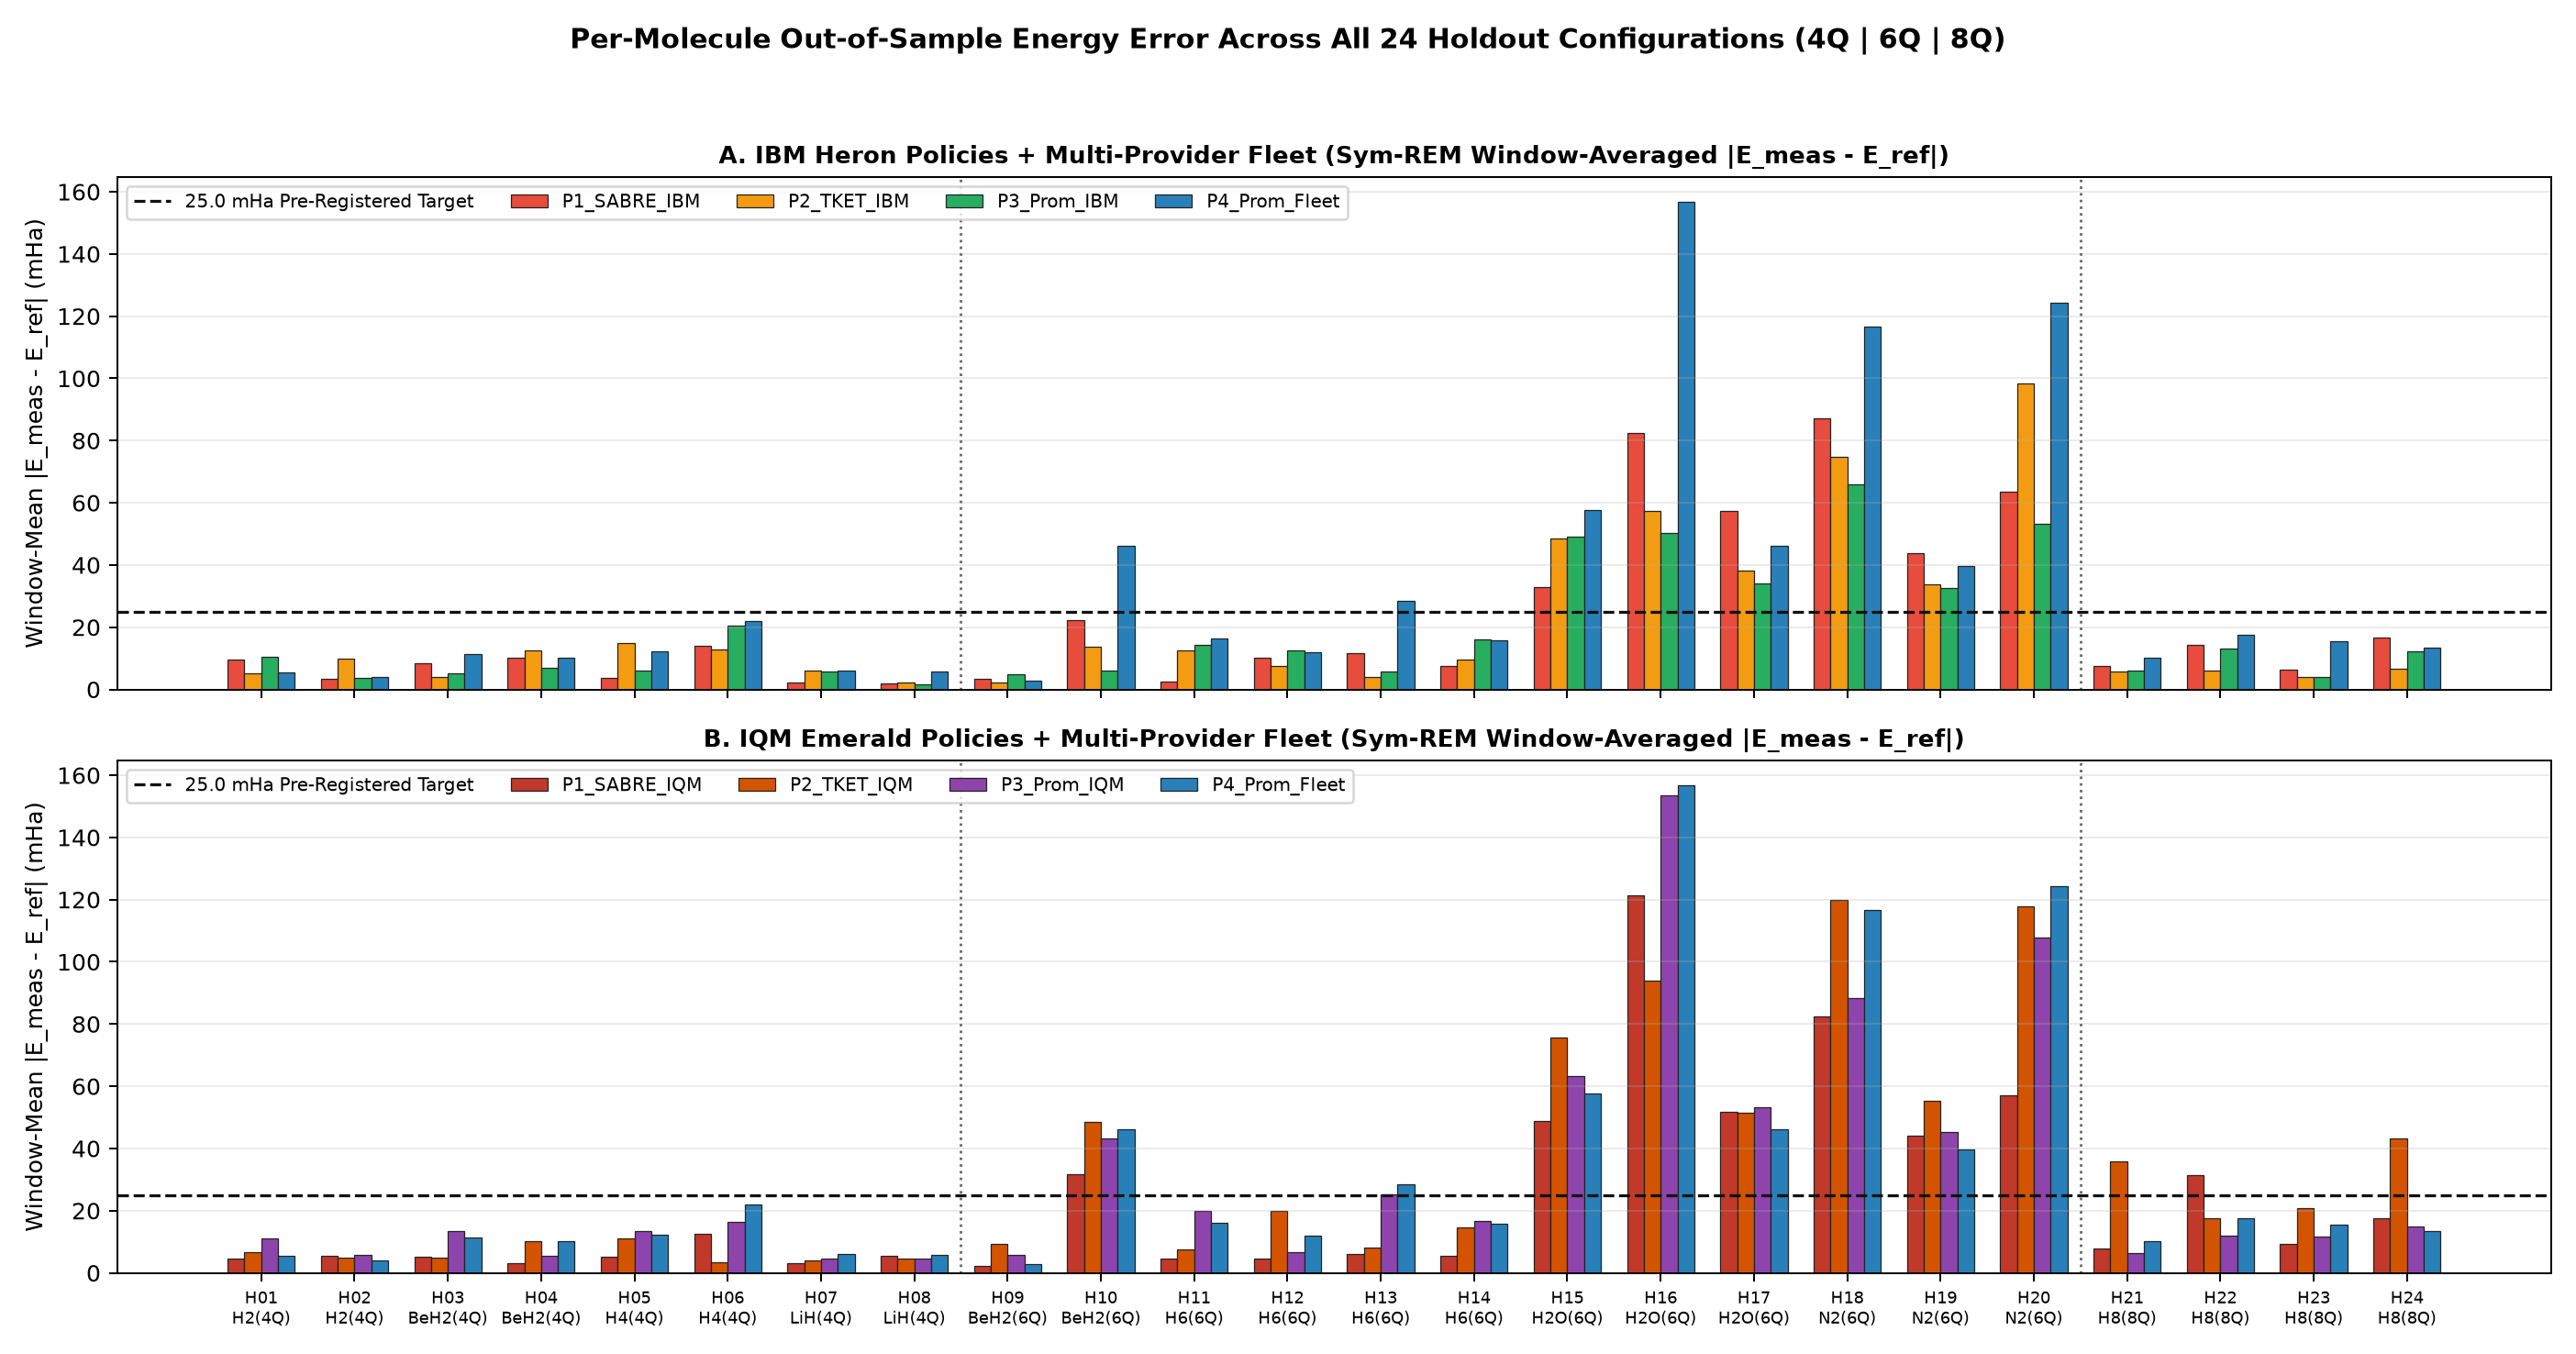 Per-Molecule Out-of-Sample Energy Error Across All 24 Holdout Configurations (4Q | 6Q | 8Q)
A. IBM Heron Policies + Multi-Provider Fleet (Sym-REM Window-Averaged |E_meas - E_ref|)
Window-Mean |E_meas - E_ref| (mHa)
160
140
120
100
80
60
40
20
0
25.0 mHa Pre-Registered Target
P1_SABRE_IBM
P2_TKET_IBM
P3_Prom_IBM
P4_Prom_Fleet
B. IQM Emerald Policies + Multi-Provider Fleet (Sym-REM Window-Averaged |E_meas - E_ref|)
Window-Mean |E_meas - E_ref| (mHa)
160
140
120
100
80
60
40
20
0
25.0 mHa Pre-Registered Target
P1_SABRE_IQM
P2_TKET_IQM
P3_Prom_IQM
P4_Prom_Fleet
H01
H2(4Q)
H02
H2(4Q)
H03
BeH2(4Q)
H04
BeH2(4Q)
H05
H4(4Q)
H06
H4(4Q)
H07
LiH(4Q)
H08
LiH(4Q)
H09
BeH2(6Q)
H10
BeH2(6Q)
H11
H6(6Q)
H12
H6(6Q)
H13
H6(6Q)
H14
H6(6Q)
H15
H2O(6Q)
H16
H2O(6Q)
H17
H2O(6Q)
H18
N2(6Q)
H19
N2(6Q)
H20
N2(6Q)
H21
H8(8Q)
H22
H8(8Q)
H23
H8(8Q)
H24
H8(8Q)